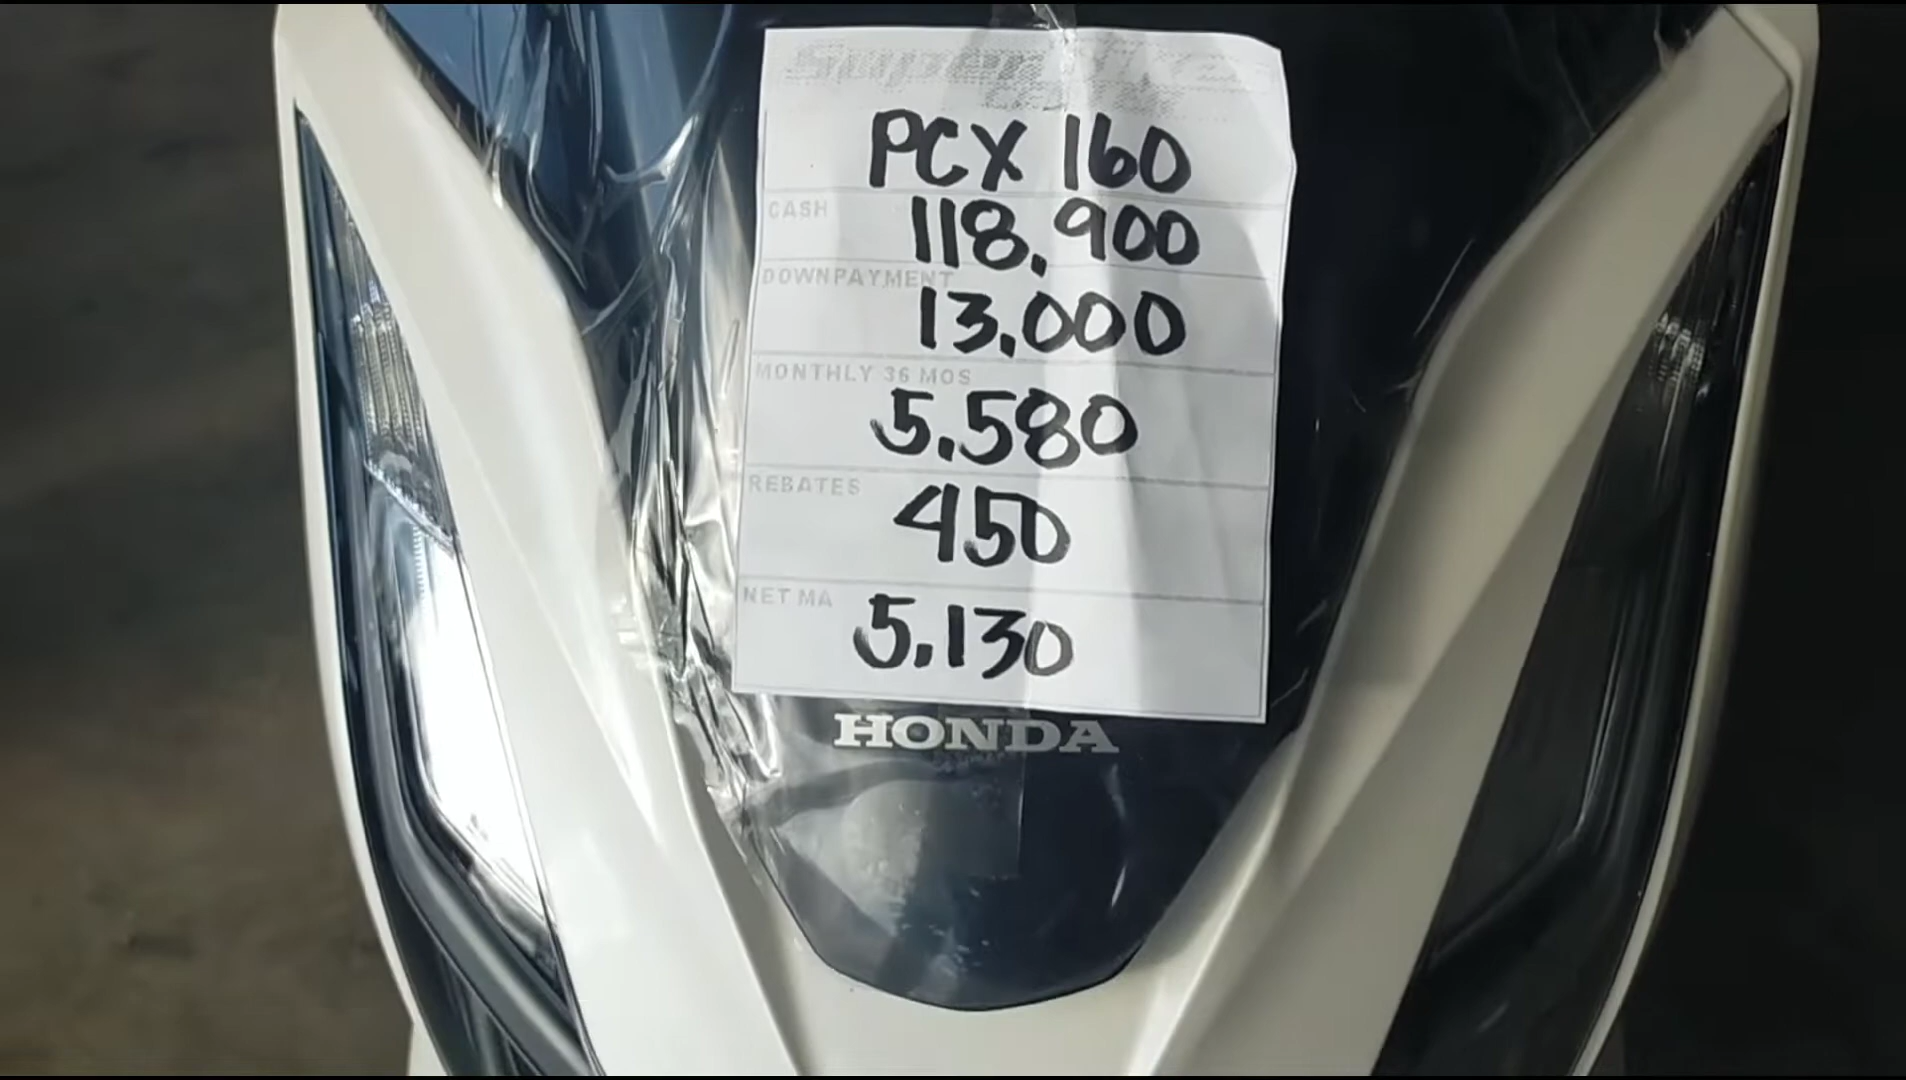 PCX 160
CASH
118,900
DOWNPAYMENT
13,000
MONTHLY 36 MOS
5,580
REBATES
450
NET MA
5,130
HONDA